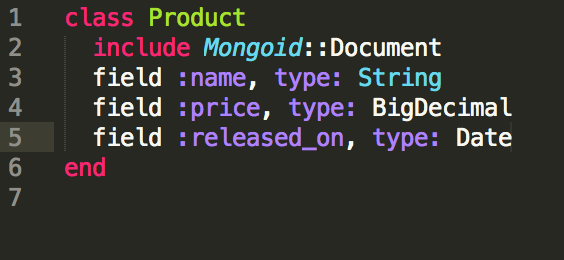 1 class Product
2   include Mongoid::Document
3   field :name, type: String
4   field :price, type: BigDecimal
5   field :released_on, type: Date
6 end
7